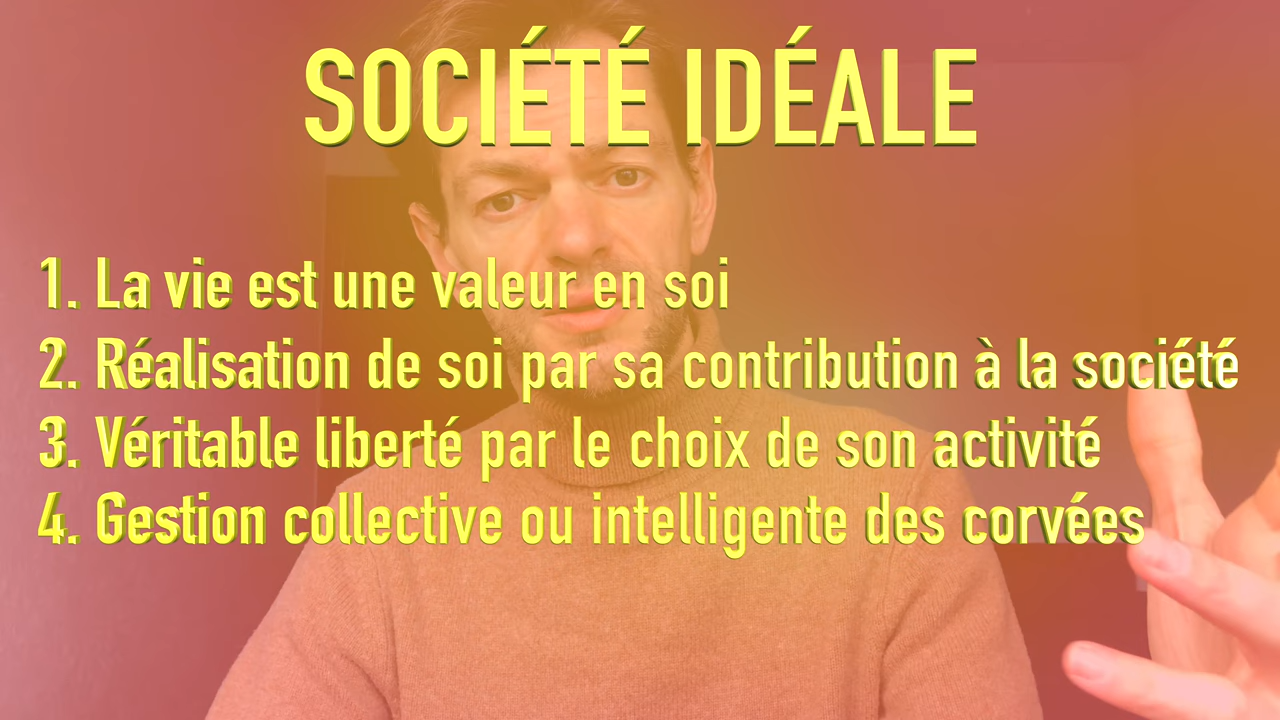 SOCIÉTÉ IDÉALE
1. La vie est une valeur en soi
2. Réalisation de soi par sa contribution à la société
3. Véritable liberté par le choix de son activité
4. Gestion collective ou intelligente des corvées